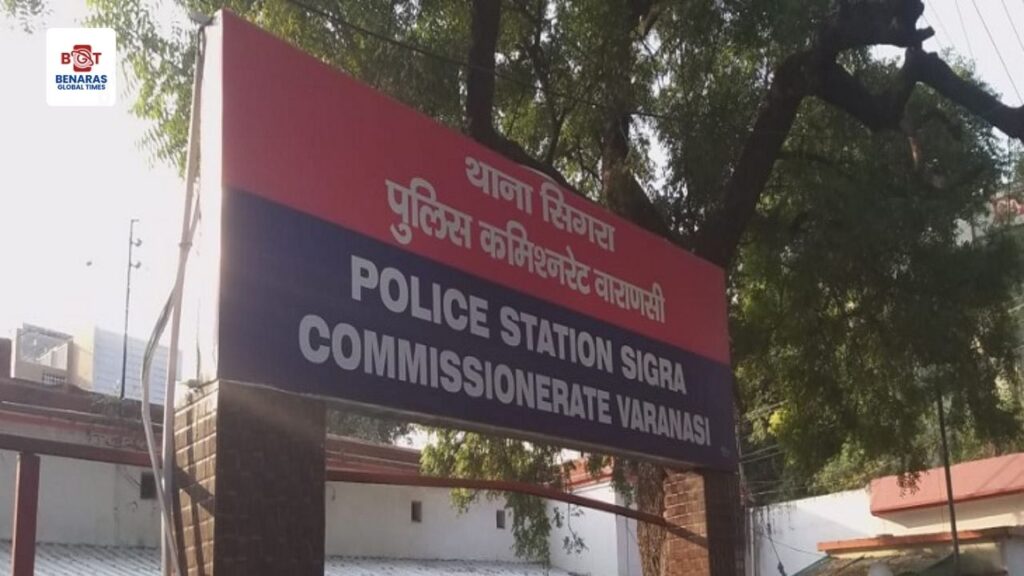 BGT
BENARAS
GLOBAL TIMES
थाना सिगरा
पुलिस कमिश्नरेट वाराणसी
POLICE STATION SIGRA
COMMISSIONERATE VARANASI